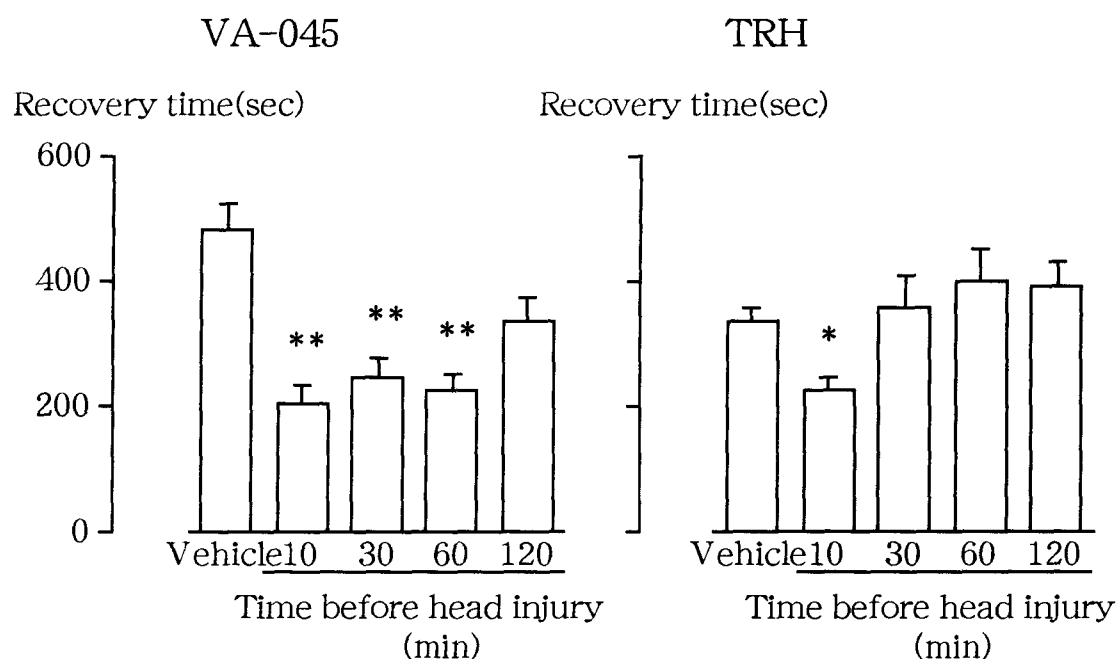 VA-045
Recovery time(sec)
600
400
200
0
**
**
**
Vehicle10 30 60 120
Time before head injury
(min)
TRH
Recovery time(sec)
*
Vehicle10 30 60 120
Time before head injury
(min)